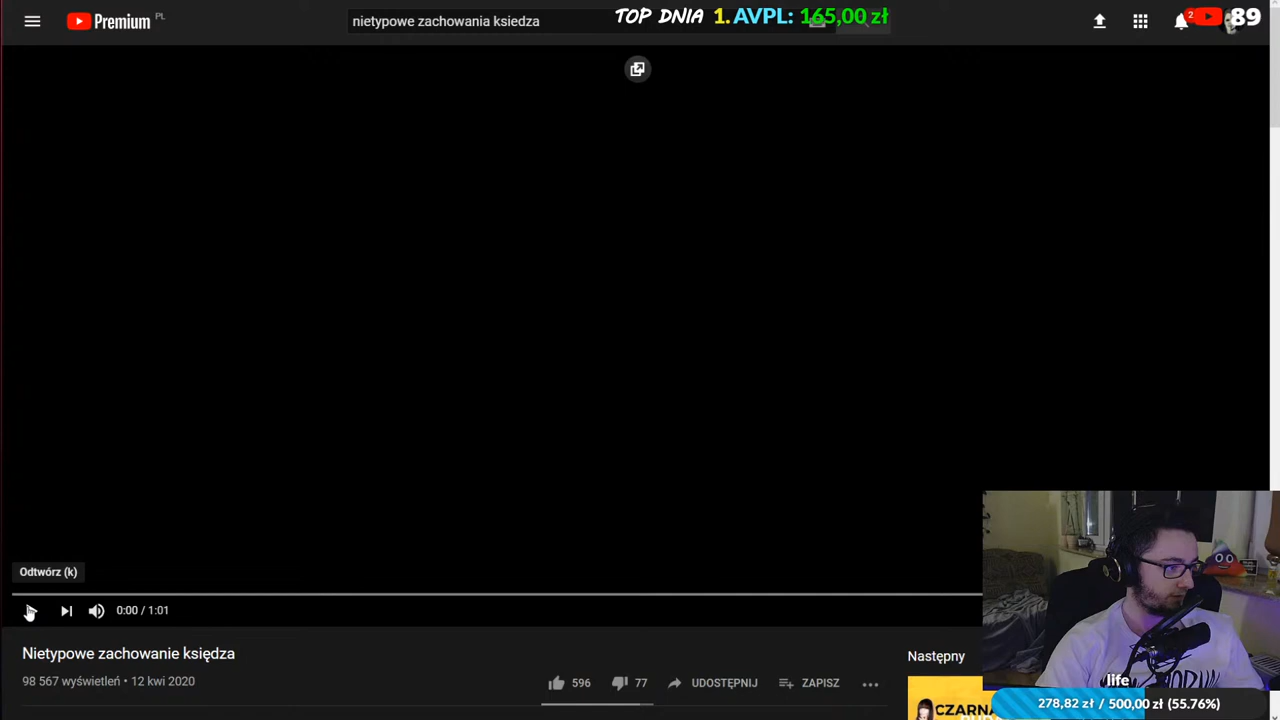 Premium PL
nietypowe zachowania ksiedza
TOP DNIA 1. AVPL: 165,00 zł
2
89
Odtwórz (k)
0:00 / 1:01
Nietypowe zachowanie księdza
98 567 wyświetleń • 12 kwi 2020
596
77
UDOSTĘPNIJ
ZAPISZ
Następny
CZARNA
life
278,82 zł / 500,00 zł (55.76%)